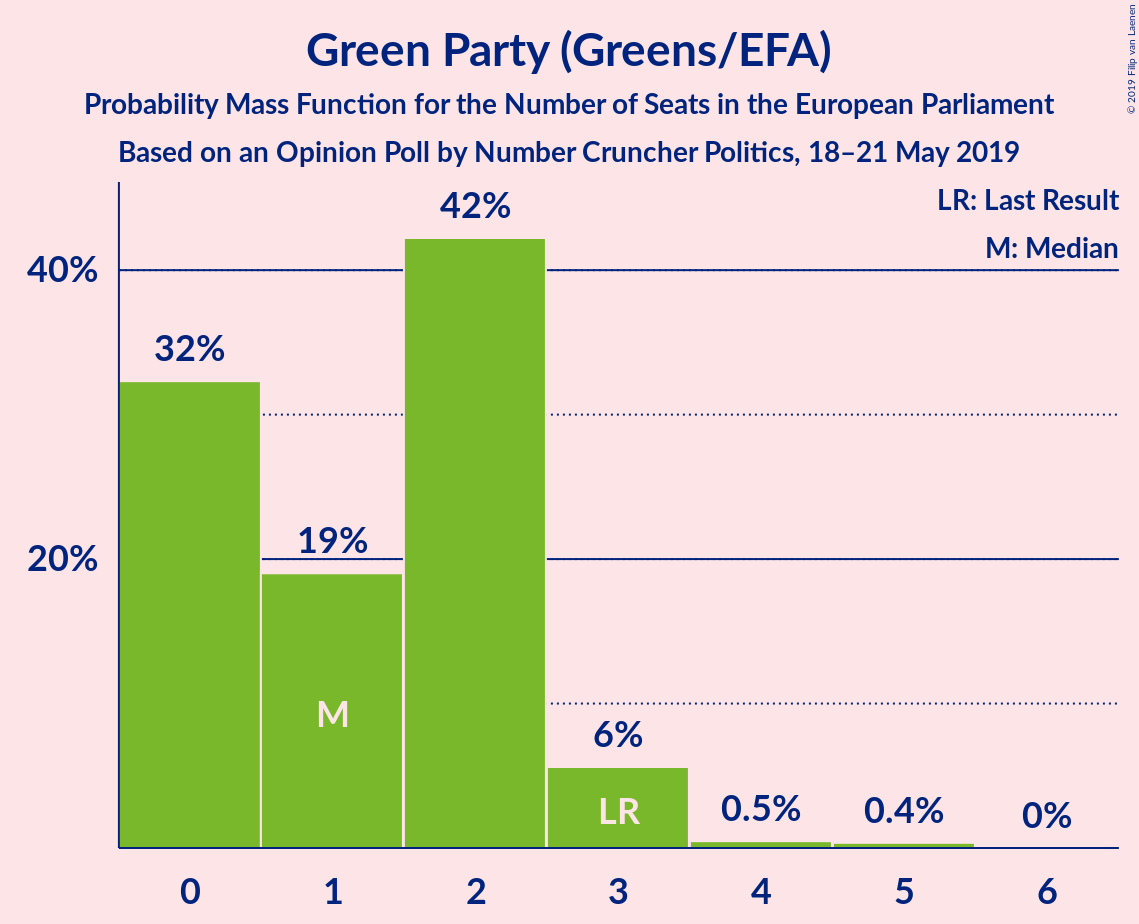 Green Party (Greens/EFA)
Probability Mass Function for the Number of Seats in the European Parliament
Based on an Opinion Poll by Number Cruncher Politics, 18–21 May 2019
© 2019 Filip van Laenen
LR: Last Result
M: Median
40%
20%
32%
19%
42%
6%
0.5%
0.4%
0%
M
LR
0 1 2 3 4 5 6